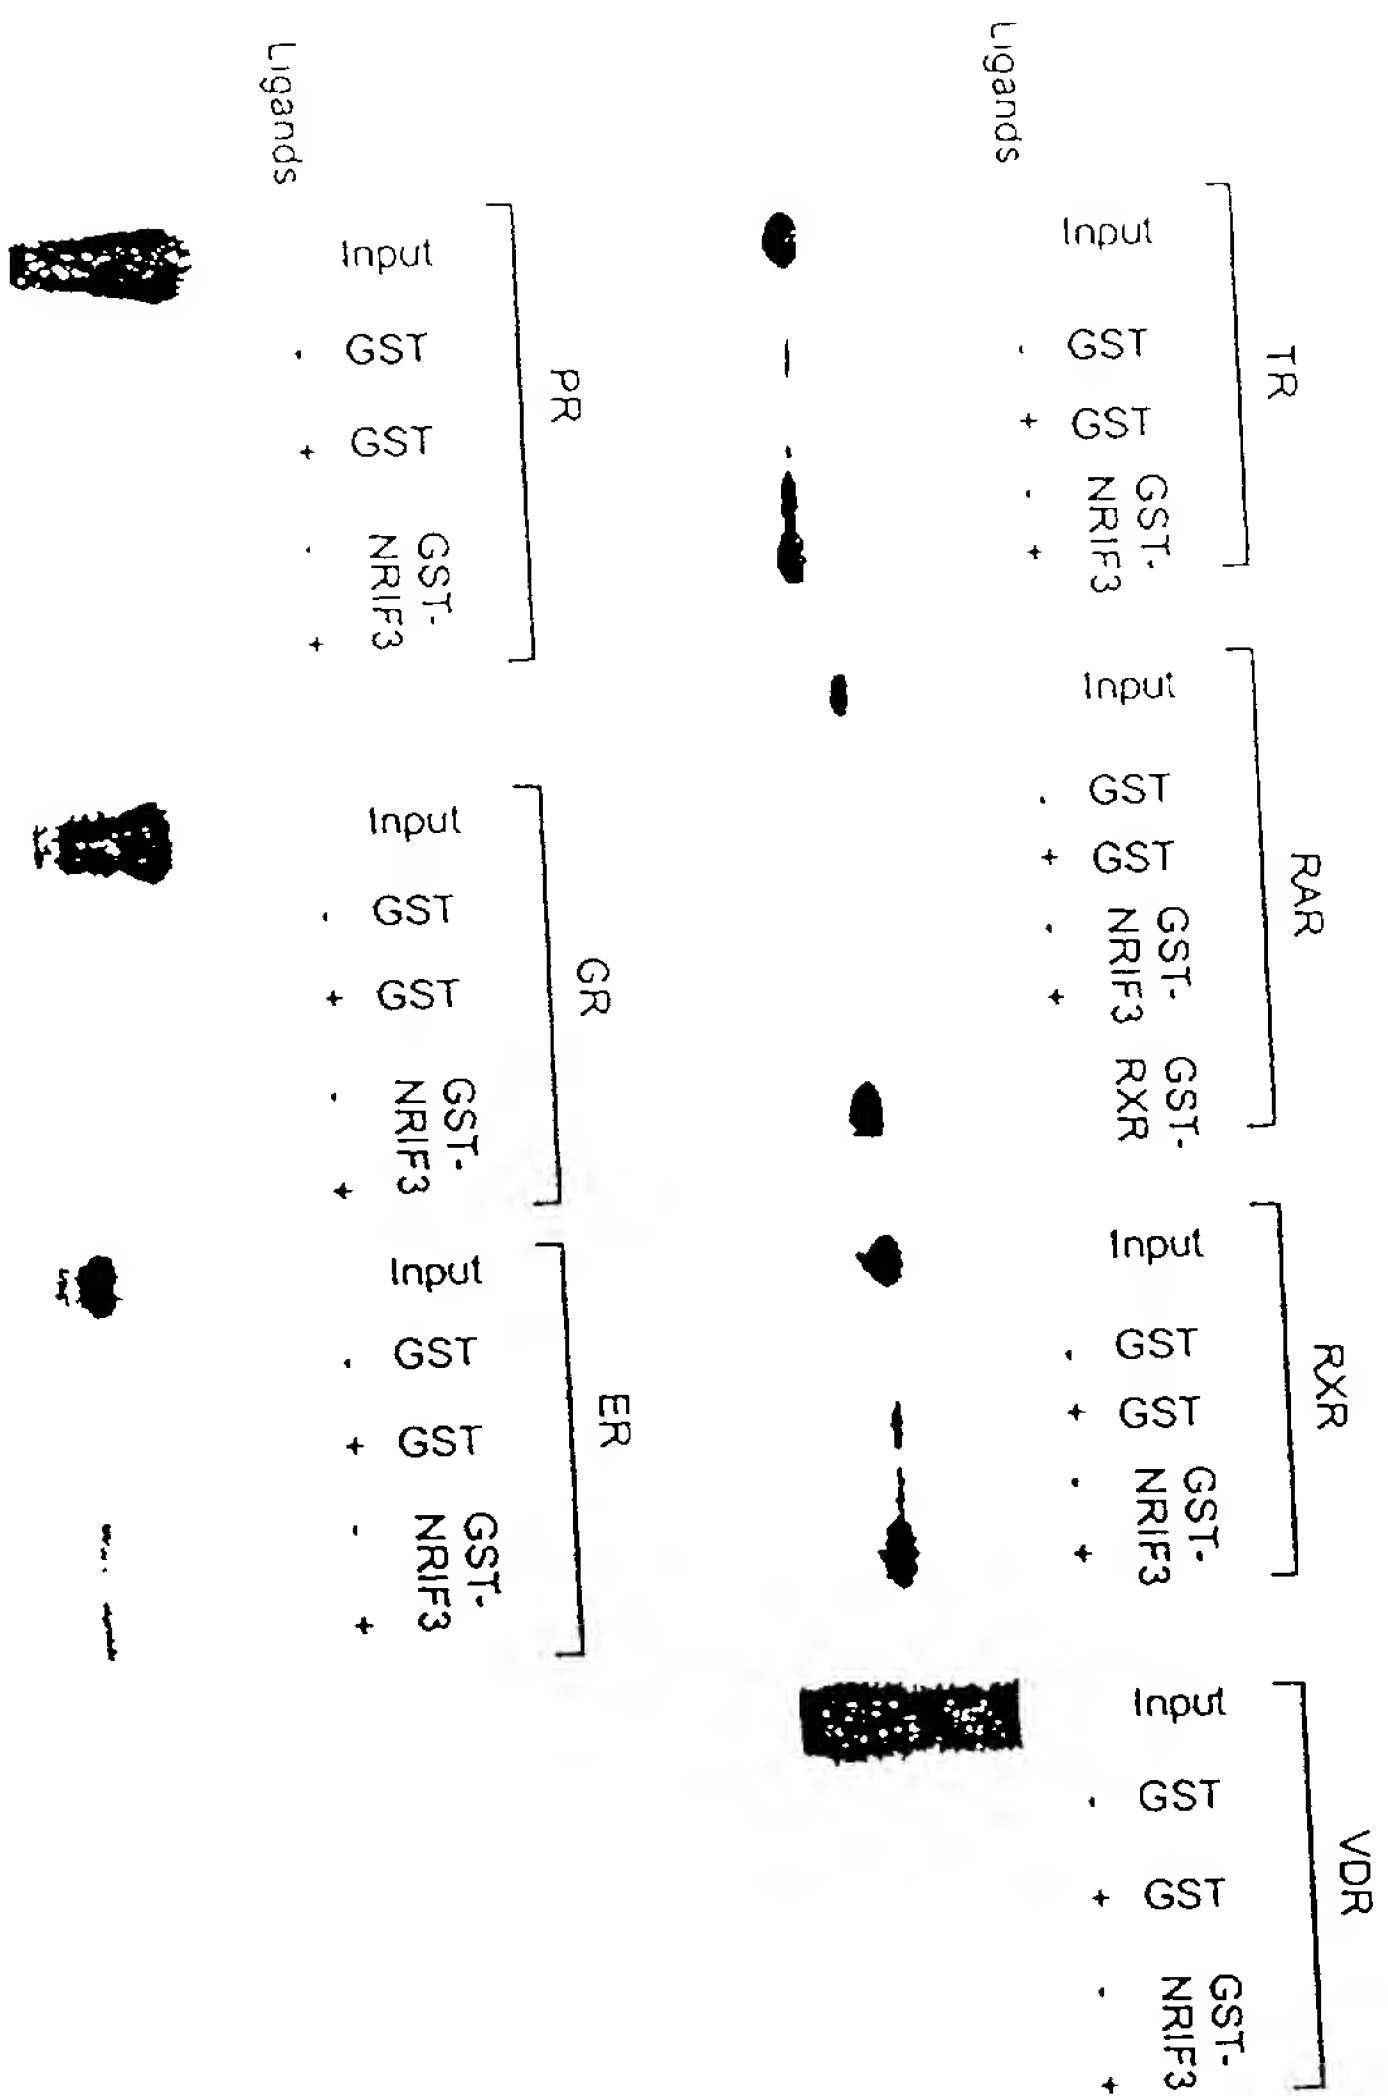 TR RAR RXR VDR
Input GST GST GST-NRIF3 Input GST GST GST-NRIF3 GST-RXR Input GST GST GST-NRIF3 Input GST GST GST-NRIF3
Ligands - + - + - + - + - + - + - + - +
PR GR ER
Input GST GST GST-NRIF3 Input GST GST GST-NRIF3 Input GST GST GST-NRIF3
Ligands - + - + - + - + - + - +